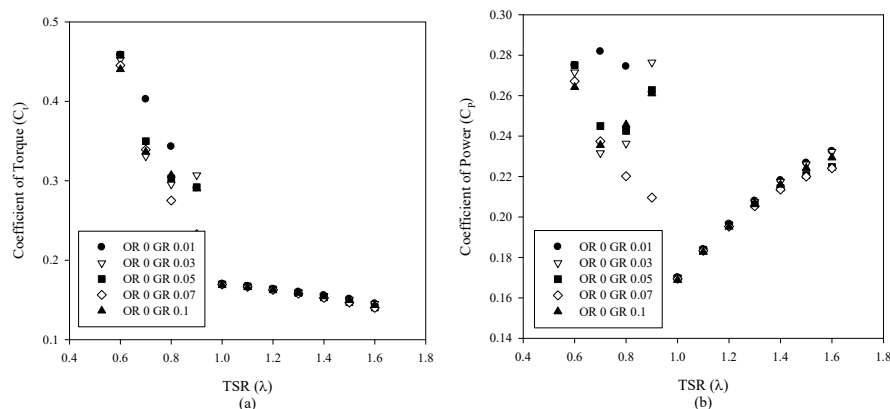 Coefficient of Torque (Ct)
0.5
0.4
0.3
0.2
0.1
OR 0 GR 0.01
OR 0 GR 0.03
OR 0 GR 0.05
OR 0 GR 0.07
OR 0 GR 0.1
0.4 0.6 0.8 1.0 1.2 1.4 1.6 1.8
TSR (λ)
(a)
Coefficient of Power (CP)
0.30
0.28
0.26
0.24
0.22
0.20
0.18
0.16
0.14
OR 0 GR 0.01
OR 0 GR 0.03
OR 0 GR 0.05
OR 0 GR 0.07
OR 0 GR 0.1
0.4 0.6 0.8 1.0 1.2 1.4 1.6 1.8
TSR (λ)
(b)